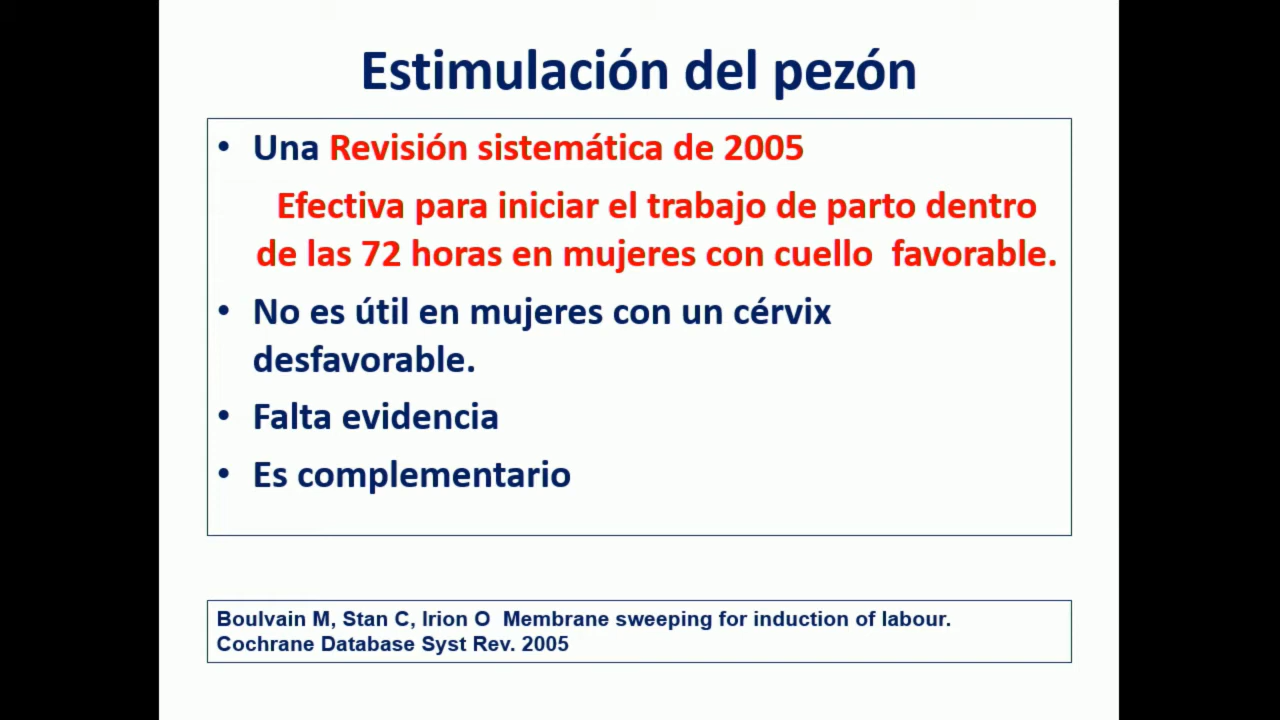 Estimulación del pezón
• Una Revisión sistemática de 2005
Efectiva para iniciar el trabajo de parto dentro
de las 72 horas en mujeres con cuello favorable.
• No es útil en mujeres con un cérvix
desfavorable.
• Falta evidencia
• Es complementario
Boulvain M, Stan C, Irion O Membrane sweeping for induction of labour.
Cochrane Database Syst Rev. 2005